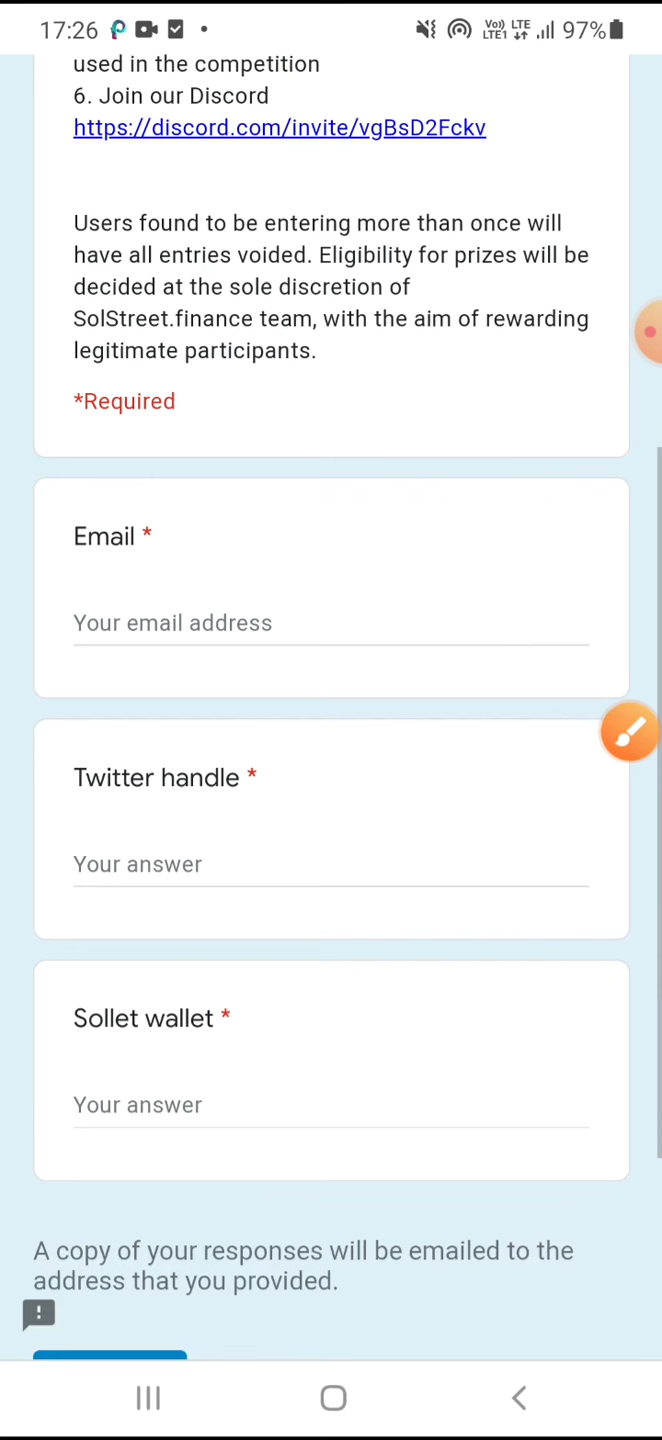 17:26 Vo)) LTE LTE1 97%
used in the competition
6. Join our Discord
https://discord.com/invite/vgBsD2Fckv
Users found to be entering more than once will
have all entries voided. Eligibility for prizes will be
decided at the sole discretion of
SolStreet.finance team, with the aim of rewarding
legitimate participants.
*Required
Email *
Your email address
Twitter handle *
Your answer
Sollet wallet *
Your answer
A copy of your responses will be emailed to the
address that you provided.